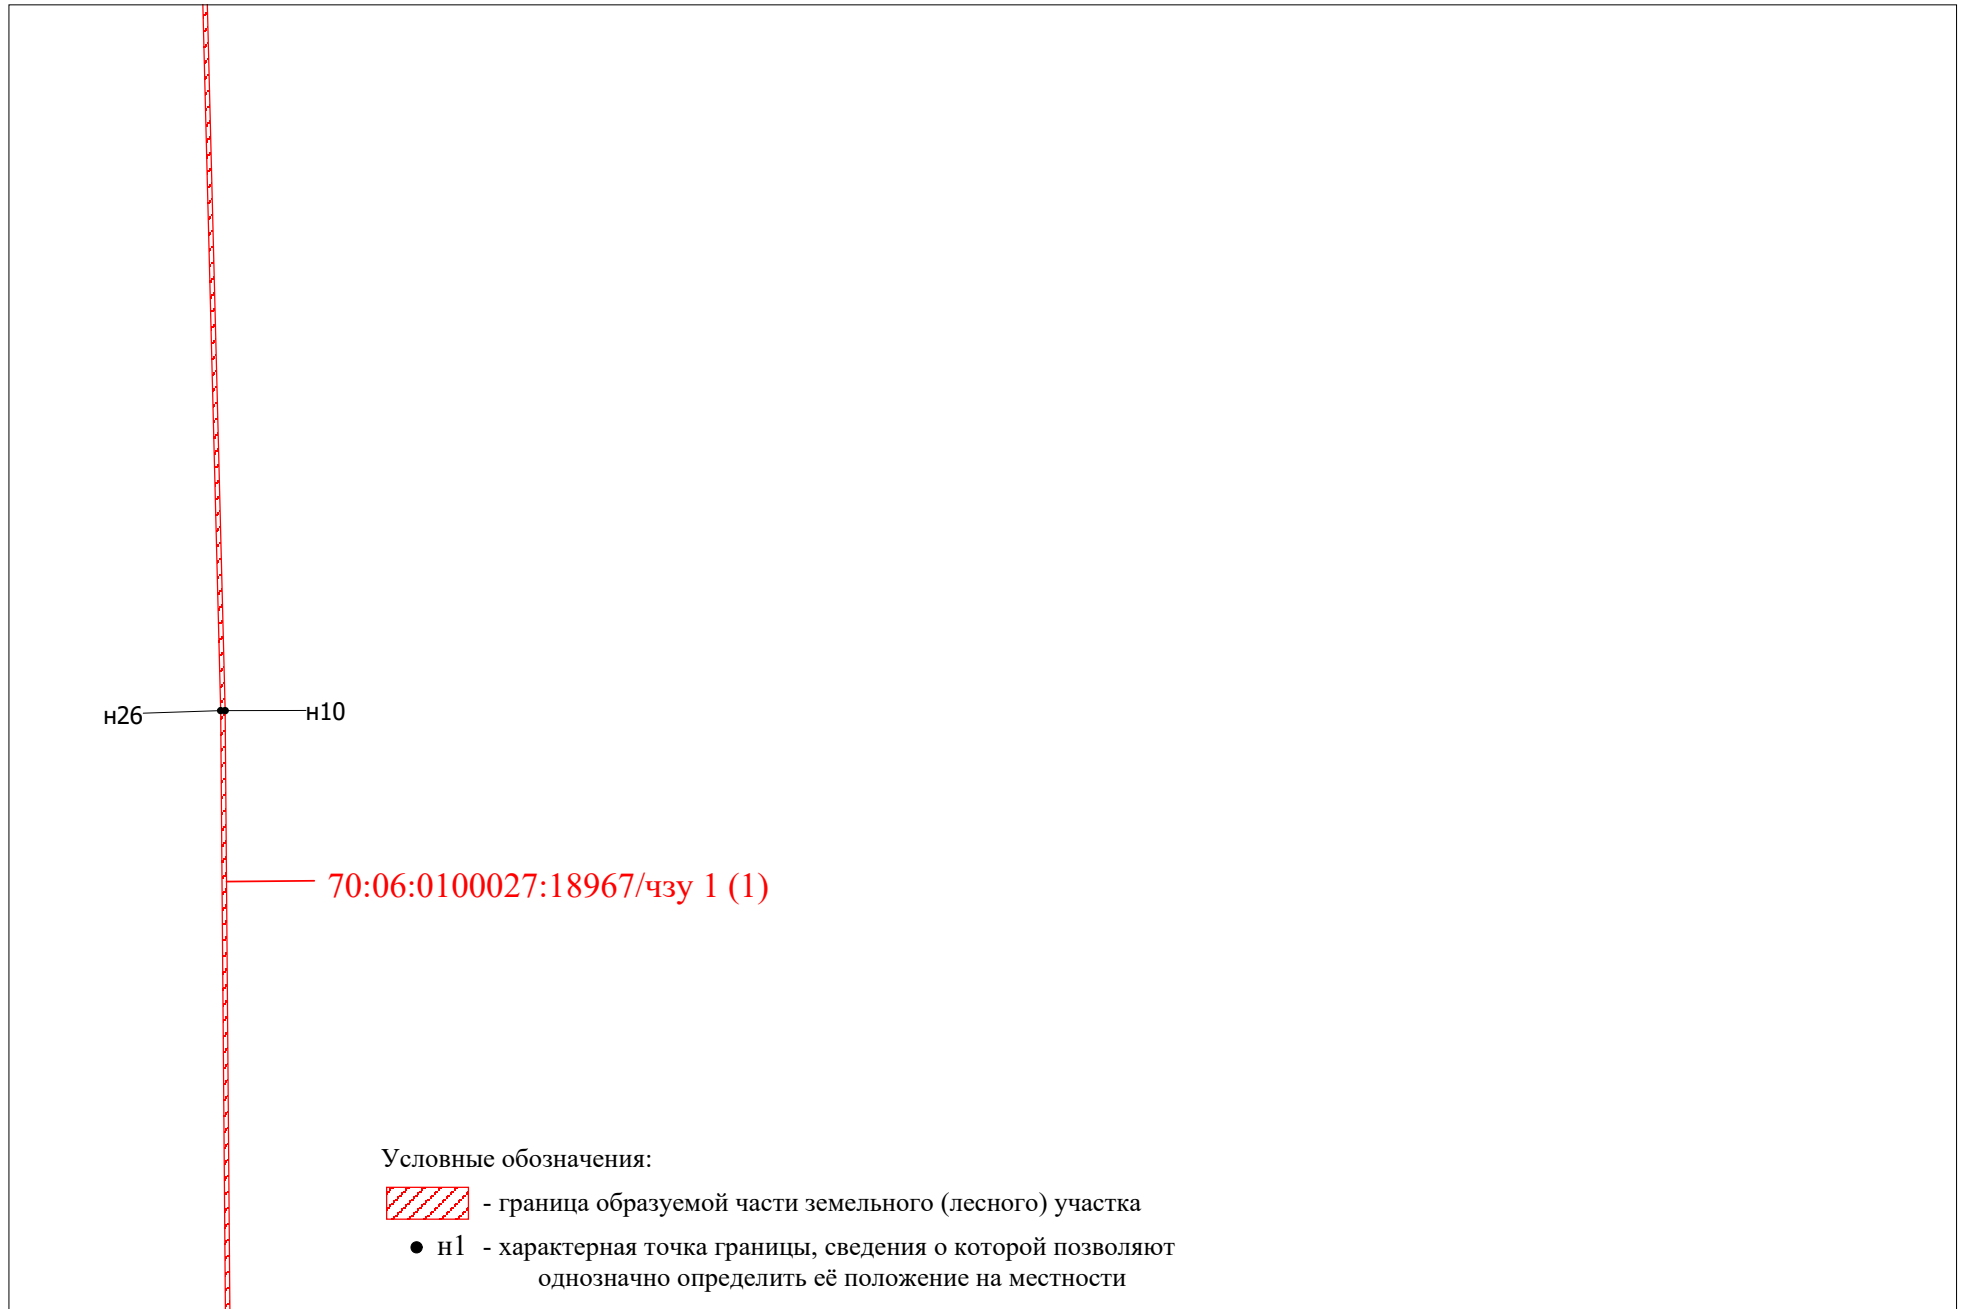 н26
н10
70:06:0100027:18967/чзу 1 (1)
Условные обозначения:
- граница образуемой части земельного (лесного) участка
н1 - характерная точка границы, сведения о которой позволяют
однозначно определить её положение на местности